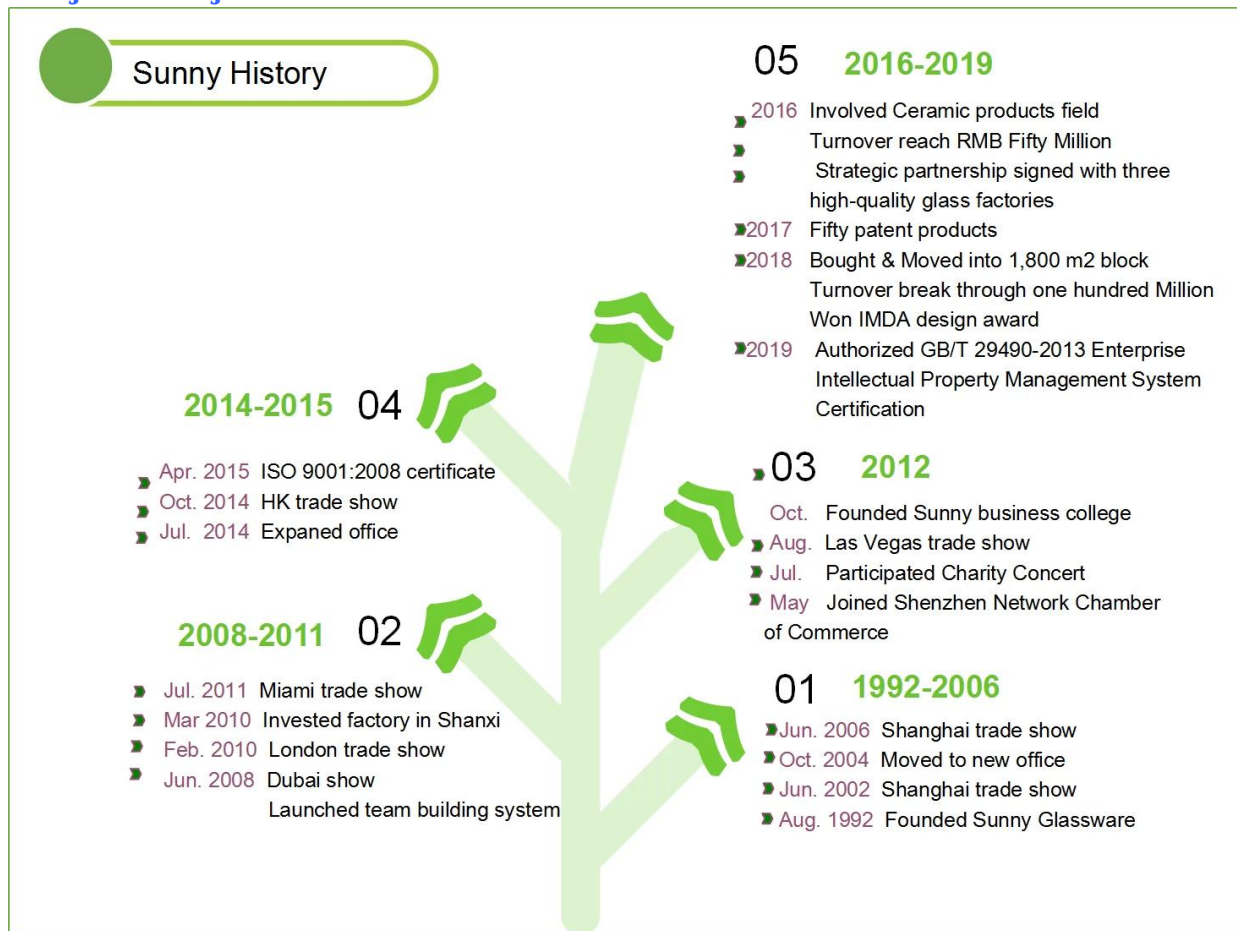 Sunny History
05 2016-2019
2016 Involved Ceramic products field
Turnover reach RMB Fifty Million
Strategic partnership signed with three
high-quality glass factories
2017 Fifty patent products
2018 Bought & Moved into 1,800 m2 block
Turnover break through one hundred Million
Won IMDA design award
2019 Authorized GB/T 29490-2013 Enterprise
Intellectual Property Management System
Certification
2014-2015 04
Apr. 2015 ISO 9001:2008 certificate
Oct. 2014 HK trade show
Jul. 2014 Expaned office
03 2012
Oct. Founded Sunny business college
Aug. Las Vegas trade show
Jul. Participated Charity Concert
May Joined Shenzhen Network Chamber
of Commerce
2008-2011 02
Jul. 2011 Miami trade show
Mar 2010 Invested factory in Shanxi
Feb. 2010 London trade show
Jun. 2008 Dubai show
Launched team building system
01 1992-2006
Jun. 2006 Shanghai trade show
Oct. 2004 Moved to new office
Jun. 2002 Shanghai trade show
Aug. 1992 Founded Sunny Glassware